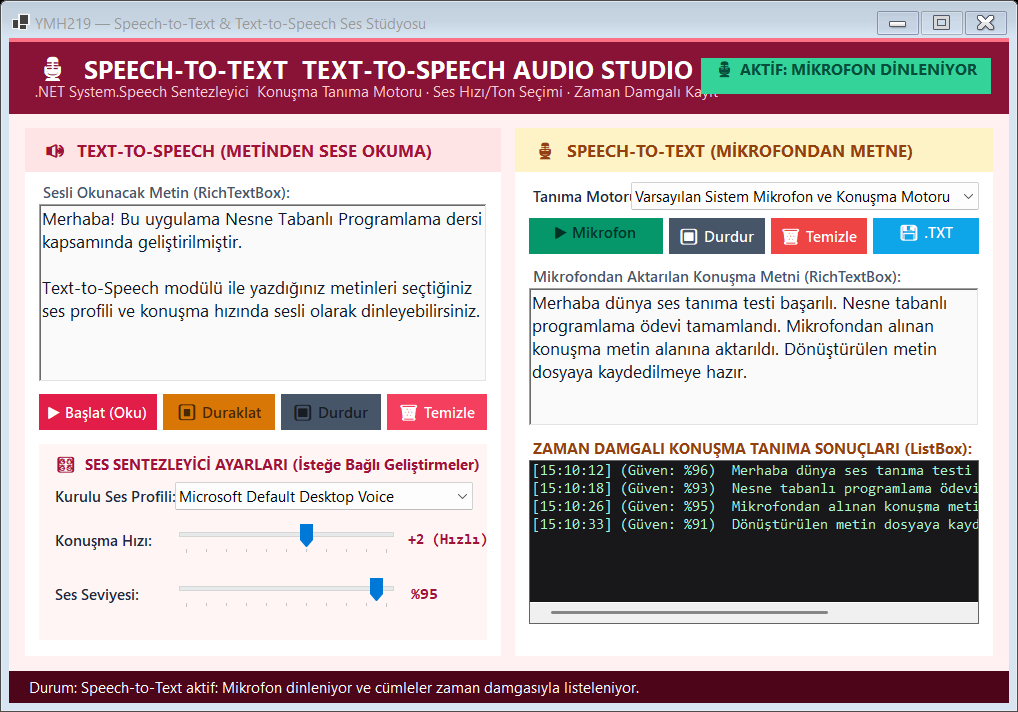 YMH219 — Speech-to-Text & Text-to-Speech Ses Stüdyosu
SPEECH-TO-TEXT TEXT-TO-SPEECH AUDIO STUDIO
AKTİF: MİKROFON DİNLENİYOR
.NET System.Speech Sentezleyici Konuşma Tanıma Motoru · Ses Hızı/Ton Seçimi · Zaman Damgalı Kayıt
TEXT-TO-SPEECH (METİNDEN SESE OKUMA)
Sesli Okunacak Metin (RichTextBox):
Merhaba! Bu uygulama Nesne Tabanlı Programlama dersi
kapsamında geliştirilmiştir.
Text-to-Speech modülü ile yazdığınız metinleri seçtiğiniz
ses profili ve konuşma hızında sesli olarak dinleyebilirsiniz.
Başlat (Oku) Duraklat Durdur Temizle
SES SENTEZLEYİCİ AYARLARI (İsteğe Bağlı Geliştirmeler)
Kurulu Ses Profili: Microsoft Default Desktop Voice
Konuşma Hızı: +2 (Hızlı)
Ses Seviyesi: %95
SPEECH-TO-TEXT (MİKROFONDAN METNE)
Tanıma Motoru Varsayılan Sistem Mikrofon ve Konuşma Motoru
Mikrofon Durdur Temizle .TXT
Mikrofondan Aktarılan Konuşma Metni (RichTextBox):
Merhaba dünya ses tanıma testi başarılı. Nesne tabanlı
programlama ödevi tamamlandı. Mikrofondan alınan
konuşma metin alanına aktarıldı. Dönüştürülen metin
dosyaya kaydedilmeye hazır.
ZAMAN DAMGALI KONUŞMA TANIMA SONUÇLARI (ListBox):
[15:10:12] (Güven: %96) Merhaba dünya ses tanıma testi
[15:10:18] (Güven: %93) Nesne tabanlı programlama ödevi
[15:10:26] (Güven: %95) Mikrofondan alınan konuşma meti
[15:10:33] (Güven: %91) Dönüştürülen metin dosyaya kayd
Durum: Speech-to-Text aktif: Mikrofon dinleniyor ve cümleler zaman damgasıyla listeleniyor.